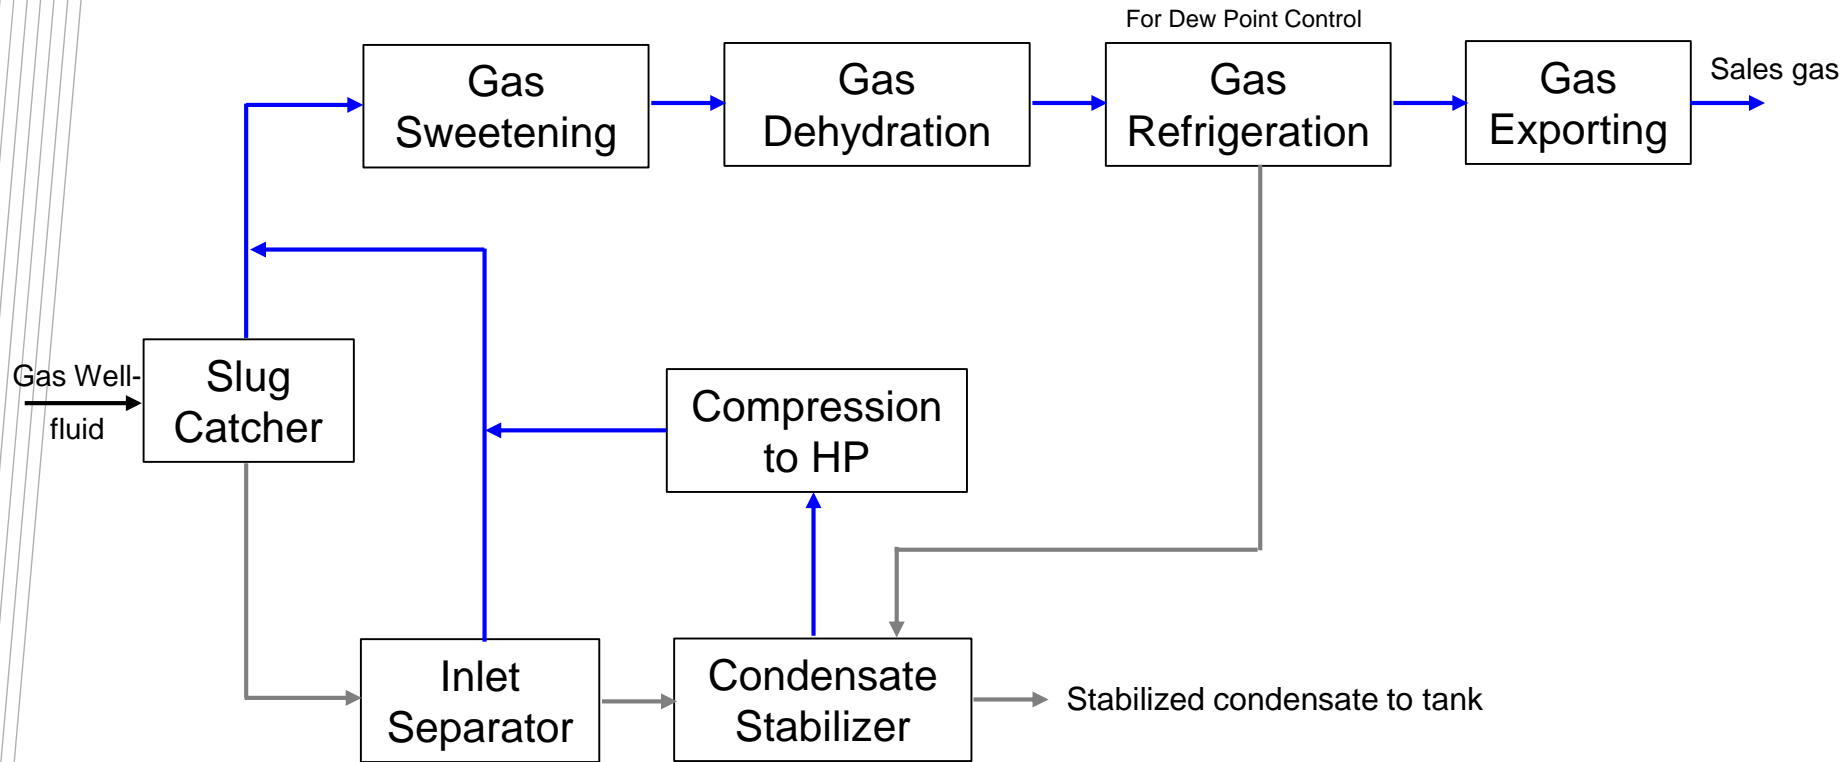 For Dew Point Control
Gas
Sweetening
Gas
Dehydration
Gas
Refrigeration
Gas
Exporting
Sales gas
Gas Well-
fluid
Slug
Catcher
Compression
to HP
Inlet
Separator
Condensate
Stabilizer
Stabilized condensate to tank